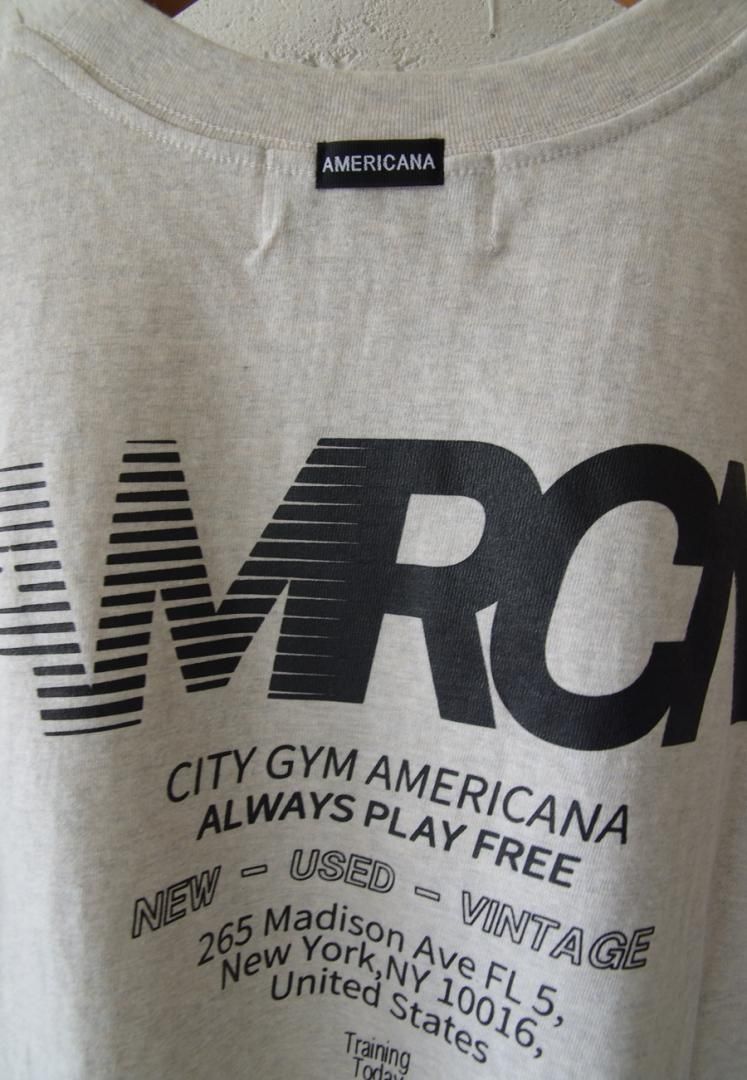 AMERICANA
AMRCN
CITY GYM AMERICANA
ALWAYS PLAY FREE
NEW - USED - VINTAGE
265 Madison Ave FL 5,
New York,NY 10016,
United States
Training
Today